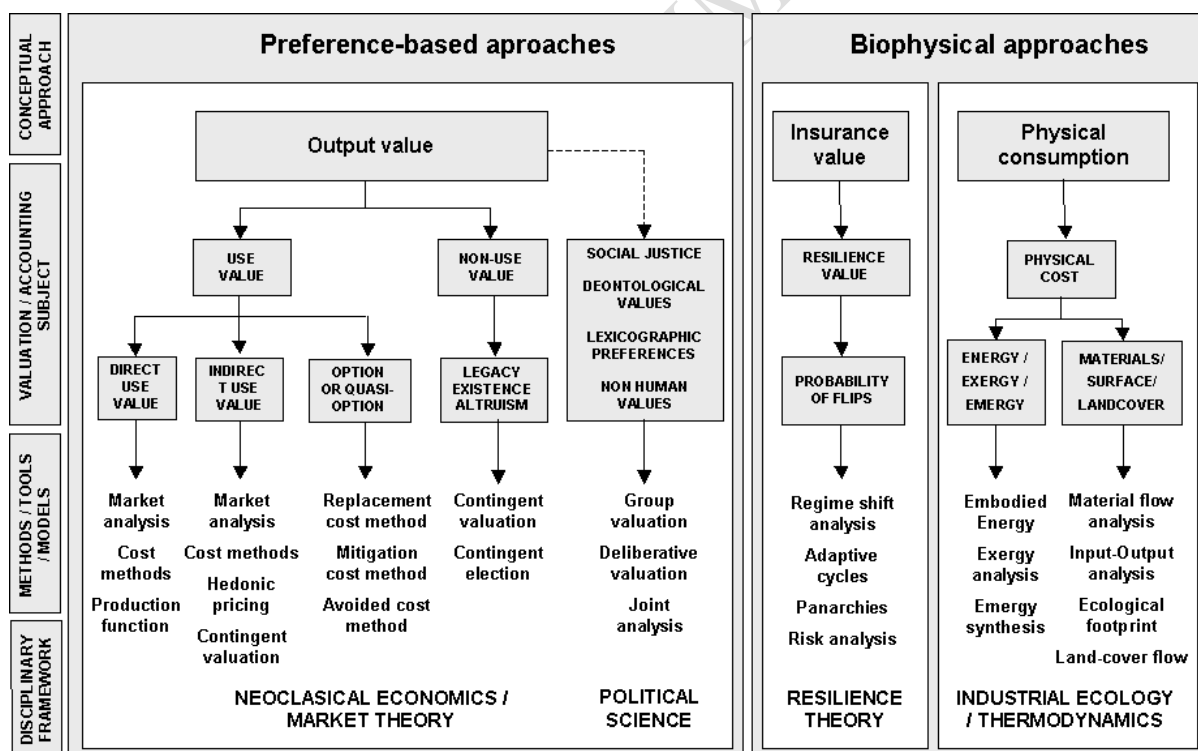 Preference-based aproaches
Biophysical approaches
CONCEPTUAL
APPROACH
Output value
Insurance
value
Physical
consumption
VALUATION / ACCOUNTING
SUBJECT
USE
VALUE
NON-USE
VALUE
SOCIAL JUSTICE
DEONTOLOGICAL
VALUES
LEXICOGRAPHIC
PREFERENCES
NON HUMAN
VALUES
RESILIENCE
VALUE
PHYSICAL
COST
DIRECT
USE
VALUE
INDIREC
T USE
VALUE
OPTION
OR QUASI-
OPTION
LEGACY
EXISTENCE
ALTRUISM
PROBABILITY
OF FLIPS
ENERGY /
EXERGY /
EMERGY
MATERIALS/
SURFACE/
LANDCOVER
METHODS / TOOLS
/ MODELS
Market
analysis
Cost
methods
Production
function
Market
analysis
Cost methods
Hedonic
pricing
Contingent
valuation
Replacement
cost method
Mitigation
cost method
Avoided cost
method
Contingent
valuation
Contingent
election
Group
valuation
Deliberative
valuation
Joint
analysis
Regime shift
analysis
Adaptive
cycles
Panarchies
Risk analysis
Embodied
Energy
Exergy
analysis
Emergy
synthesis
Material flow
analysis
Input-Output
analysis
Ecological
footprint
Land-cover flow
DISCIPLINARY
FRAMEWORK
NEOCLASICAL ECONOMICS /
MARKET THEORY
POLITICAL
SCIENCE
RESILIENCE
THEORY
INDUSTRIAL ECOLOGY
/ THERMODYNAMICS